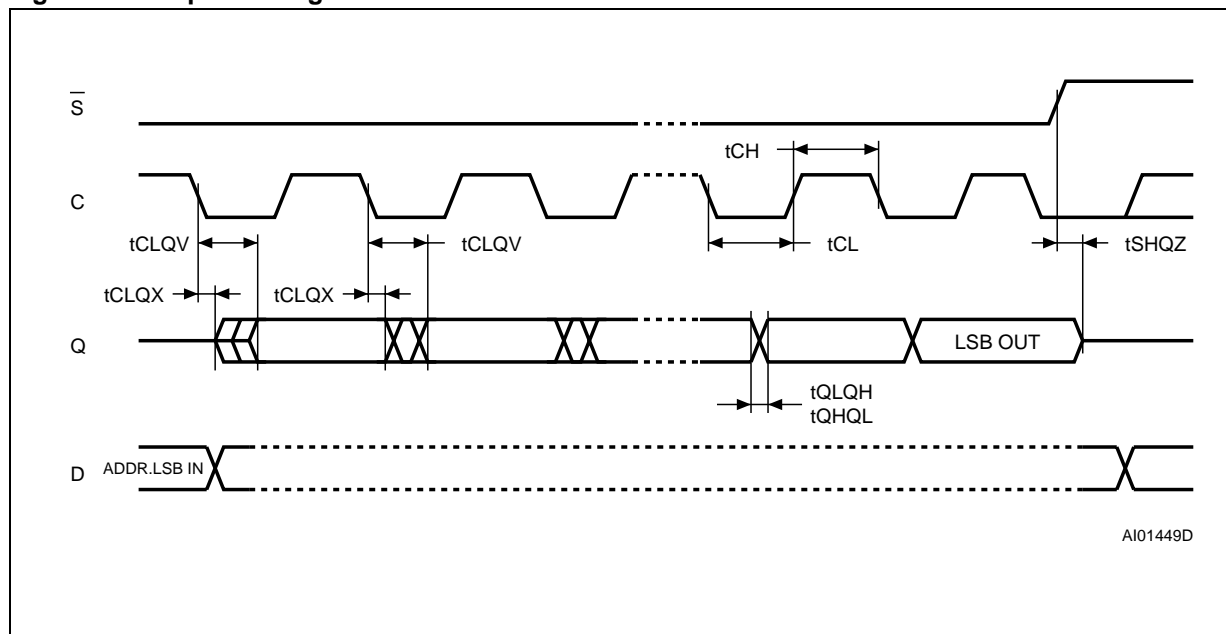 S
tCH
C
tCLQV
tCLQV
tCL
tSHQZ
tCLQX
tCLQX
Q
LSB OUT
tQLQH
tQHQL
D
ADDR.LSB IN
AI01449D